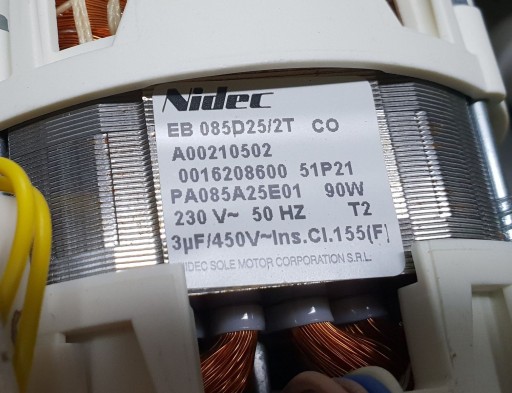 Nidec
EB 085D25/2T CO
A00210502
0016208600 51P21
PA085A25E01 90W
230 V~ 50 HZ T2
3µF/450V~Ins.Cl.155(F)
NIDEC SOLE MOTOR CORPORATION S.R.L.